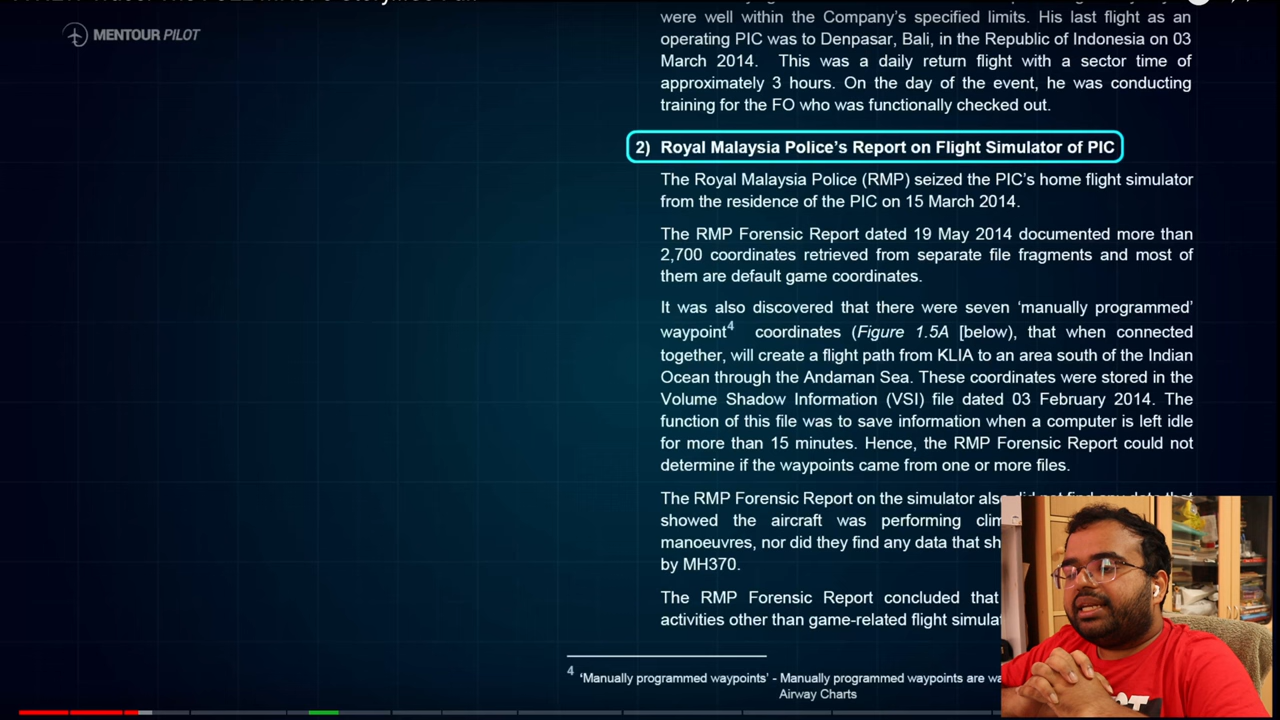 MENTOUR PILOT
were well within the Company's specified limits. His last flight as an
operating PIC was to Denpasar, Bali, in the Republic of Indonesia on 03
March 2014. This was a daily return flight with a sector time of
approximately 3 hours. On the day of the event, he was conducting
training for the FO who was functionally checked out.
2) Royal Malaysia Police's Report on Flight Simulator of PIC
The Royal Malaysia Police (RMP) seized the PIC's home flight simulator
from the residence of the PIC on 15 March 2014.
The RMP Forensic Report dated 19 May 2014 documented more than
2,700 coordinates retrieved from separate file fragments and most of
them are default game coordinates.
It was also discovered that there were seven 'manually programmed'
waypoint4 coordinates (Figure 1.5A [below), that when connected
together, will create a flight path from KLIA to an area south of the Indian
Ocean through the Andaman Sea. These coordinates were stored in the
Volume Shadow Information (VSI) file dated 03 February 2014. The
function of this file was to save information when a computer is left idle
for more than 15 minutes. Hence, the RMP Forensic Report could not
determine if the waypoints came from one or more files.
The RMP Forensic Report on the simulator also did not find any data that
showed the aircraft was performing
manoeuvres, nor did they find any data that
by MH370.
The RMP Forensic Report concluded that
activities other than game-related flight
4 'Manually programmed waypoints' - Manually programmed waypoints are
Airway Charts